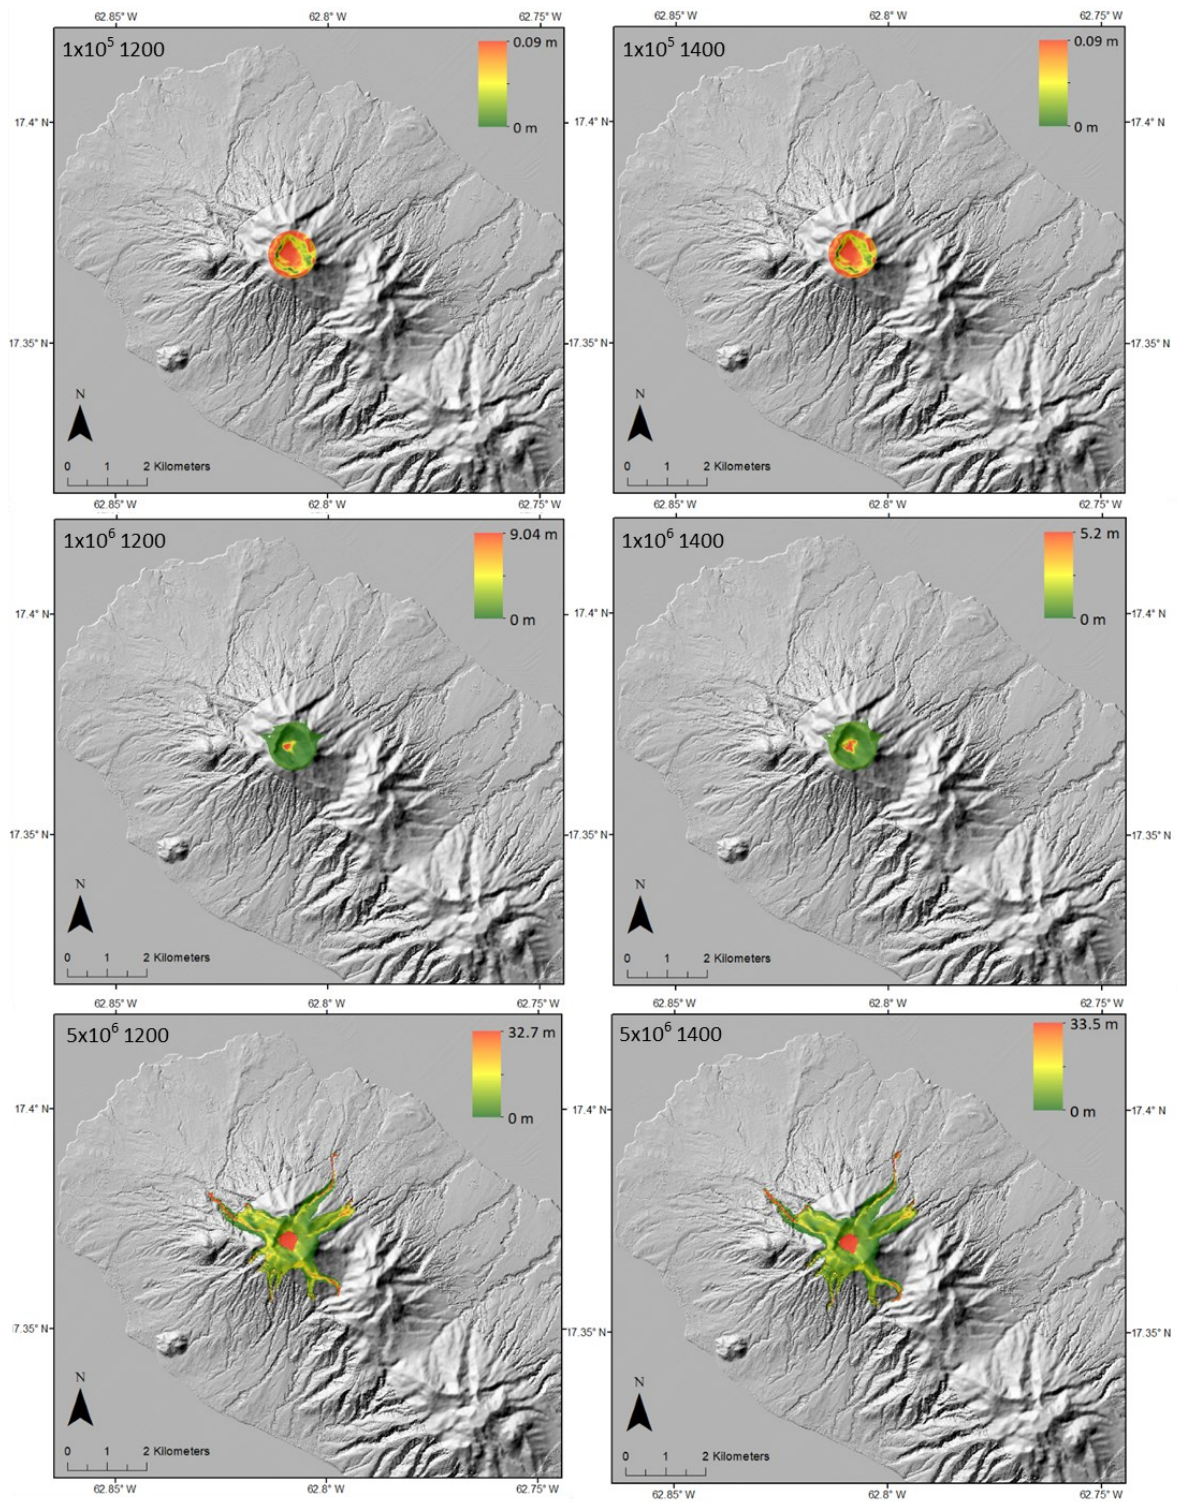 62.85° W 62.8° W 62.75° W 62.85° W 62.8° W 62.75° W
1x10⁵ 1200 0.09 m 1x10⁵ 1400 0.09 m
0 m 0 m
17.4° N 17.4° N 17.4° N
17.35° N 17.35° N 17.35° N
N N
0 1 2 Kilometers 0 1 2 Kilometers
62.85° W 62.8° W 62.75° W 62.85° W 62.8° W 62.75° W
1x10⁶ 1200 9.04 m 1x10⁶ 1400 5.2 m
0 m 0 m
17.4° N 17.4° N 17.4° N
17.35° N 17.35° N 17.35° N
N N
0 1 2 Kilometers 0 1 2 Kilometers
62.85° W 62.8° W 62.75° W 62.85° W 62.8° W 62.75° W
5x10⁶ 1200 32.7 m 5x10⁶ 1400 33.5 m
0 m 0 m
17.4° N 17.4° N 17.4° N
7.35° N 17.35° N 17.35° N
N N
0 1 2 Kilometers 0 1 2 Kilometers
62.85° W 62.8° W 62.75° W 62.85° W 62.8° W 62.75° W